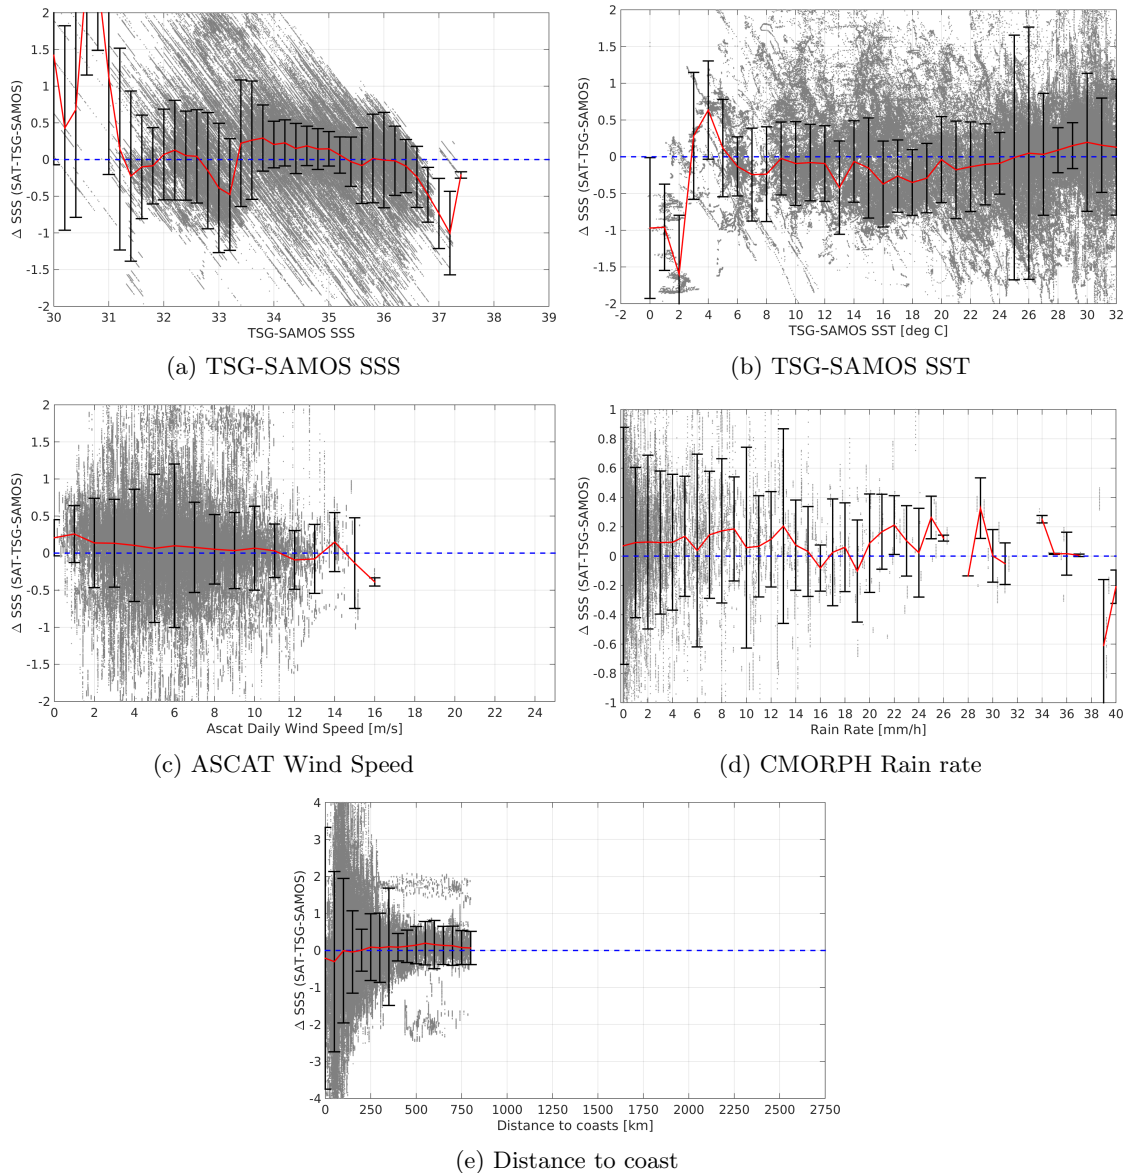 2
1.5
1
0.5
0
-0.5
-1
-1.5
-2
Δ SSS (SAT-TSG-SAMOS)
30 31 32 33 34 35 36 37 38 39
TSG-SAMOS SSS
(a) TSG-SAMOS SSS
2
1.5
1
0.5
0
-0.5
-1
-1.5
-2
Δ SSS (SAT-TSG-SAMOS)
-2 0 2 4 6 8 10 12 14 16 18 20 22 24 26 28 30 32
TSG-SAMOS SST [deg C]
(b) TSG-SAMOS SST
2
1.5
1
0.5
0
-0.5
-1
-1.5
-2
Δ SSS (SAT-TSG-SAMOS)
0 2 4 6 8 10 12 14 16 18 20 22 24
Ascat Daily Wind Speed [m/s]
(c) ASCAT Wind Speed
1
0.8
0.6
0.4
0.2
0
-0.2
-0.4
-0.6
-0.8
-1
Δ SSS (SAT-TSG-SAMOS)
0 2 4 6 8 10 12 14 16 18 20 22 24 26 28 30 32 34 36 38 40
Rain Rate [mm/h]
(d) CMORPH Rain rate
4
3
2
1
0
-1
-2
-3
-4
Δ SSS (SAT-TSG-SAMOS)
0 250 500 750 1000 1250 1500 1750 2000 2250 2500 2750
Distance to coasts [km]
(e) Distance to coast